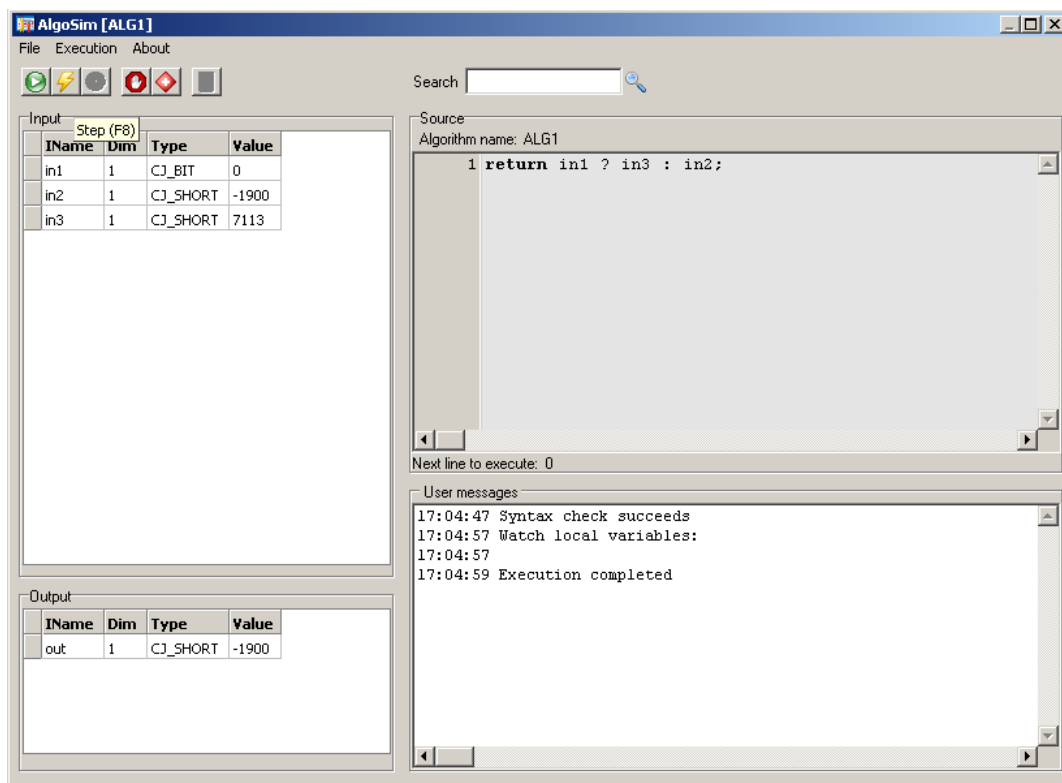 AlgoSim [ALG1]
File Execution About
Search
Input
Step (F8)
IName Dim Type Value
in1 1 CJ_BIT 0
in2 1 CJ_SHORT -1900
in3 1 CJ_SHORT 7113
Output
IName Dim Type Value
out 1 CJ_SHORT -1900
Source
Algorithm name: ALG1
1 return in1 ? in3 : in2;
Next line to execute: 0
User messages
17:04:47 Syntax check succeeds
17:04:57 Watch local variables:
17:04:57
17:04:59 Execution completed